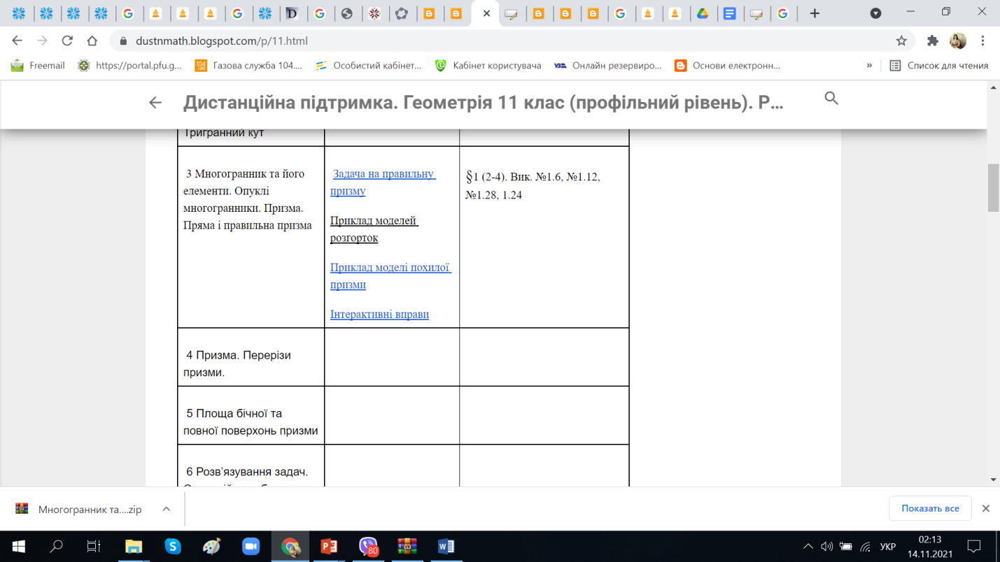 dustnmath.blogspot.com/p/11.html
Freemail
https://portal.pfu.g...
Газова служба 104....
Особистий кабінет...
Кабінет користувача
Онлайн резервиро...
Основи електронн...
»
Список для чтения
Дистанційна підтримка. Геометрія 11 клас (профільний рівень). Р...
Тригранний кут
3 Многогранник та його
елементи. Опуклі
многогранники. Призма.
Пряма і правильна призма
Задача на правильну
призму
Приклад моделей
розгорток
Приклад моделі похилої
призми
Інтерактивні вправи
§1 (2-4). Вик. №1.6, №1.12,
№1.28, 1.24
4 Призма. Перерізи
призми.
5 Площа бічної та
повної поверхонь призми
6 Розв’язування задач.
Многогранник та....zip
Показать все
80
УКР
02:13
14.11.2021